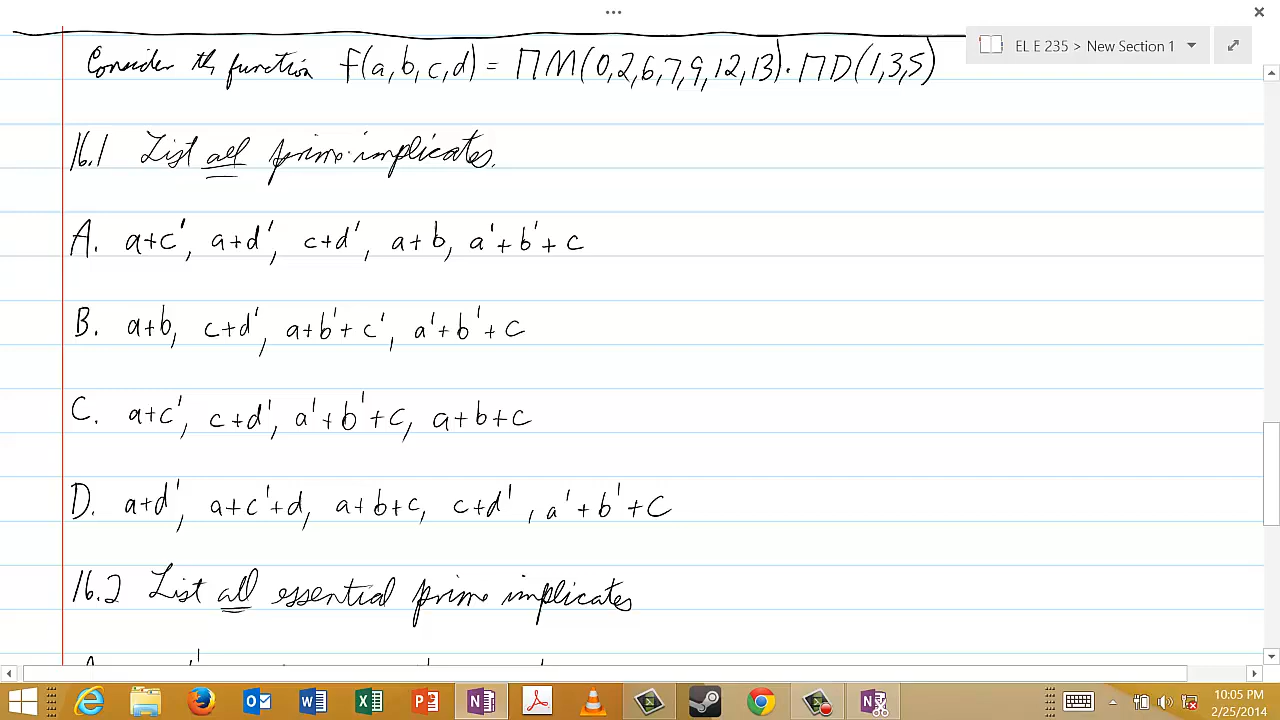 EL E 235 > New Section 1
Consider th function f(a,b,c,d) = ΠM(0,2,6,7,9,12,13)·ΠD(1,3,5)
16.1 List all prime implicates.
A. a+c', a+d', c+d', a+b, a'+b'+c
B. a+b, c+d', a+b'+c', a'+b'+c
C. a+c', c+d', a'+b'+c, a+b+c
D. a+d', a+c'+d, a+b+c, c+d', a'+b'+c
16.2 List all essential prime implicates
10:05 PM
2/25/2014